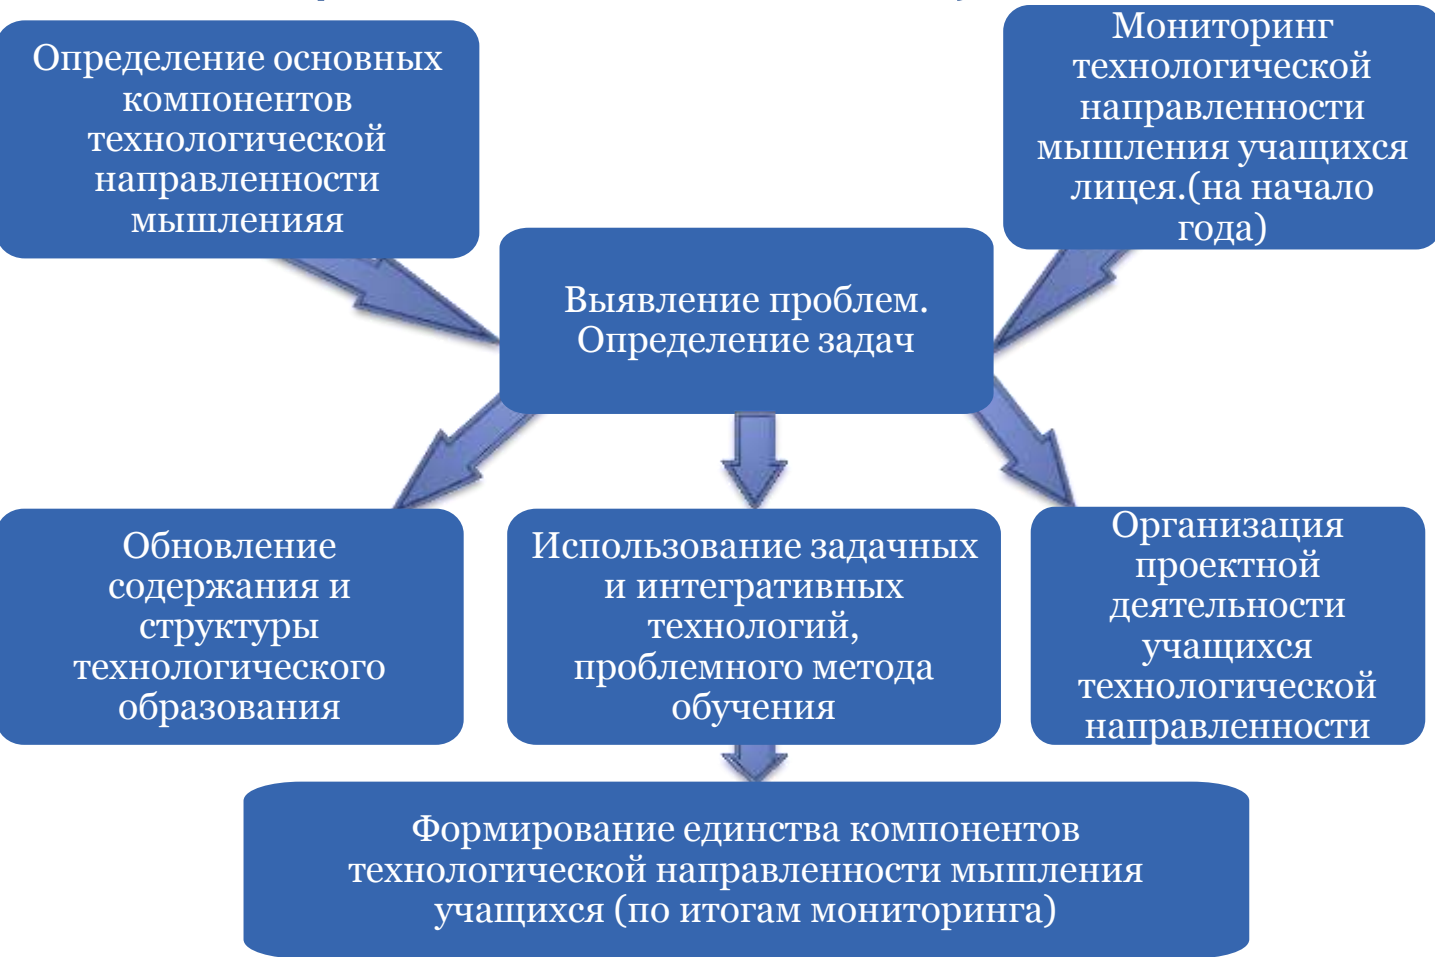 Определение основных
компонентов
технологической
направленности
мышленияя
Мониторинг
технологической
направленности
мышления учащихся
лицея.(на начало
года)
Выявление проблем.
Определение задач
Обновление
содержания и
структуры
технологического
образования
Использование задачных
и интегративных
технологий,
проблемного метода
обучения
Организация
проектной
деятельности
учащихся
технологической
направленности
Формирование единства компонентов
технологической направленности мышления
учащихся (по итогам мониторинга)